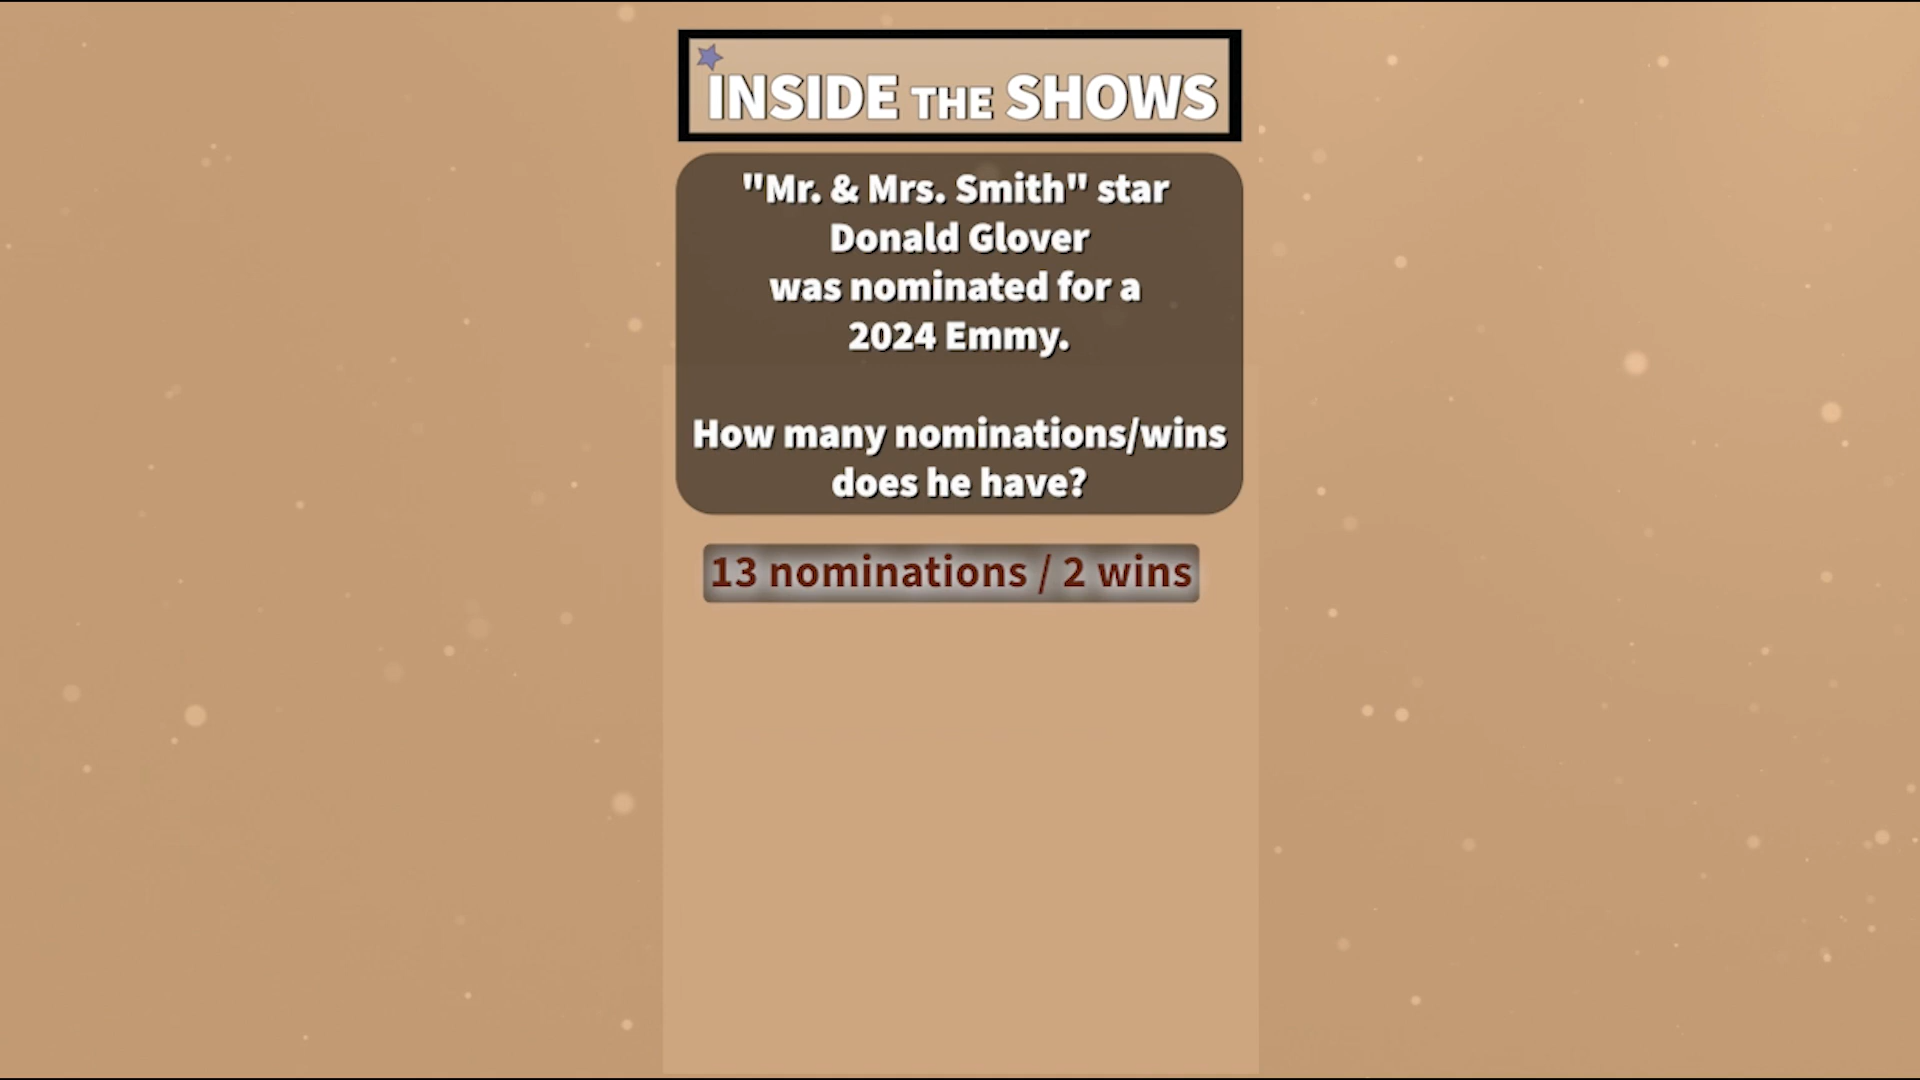 INSIDE THE SHOWS
"Mr. & Mrs. Smith" star
Donald Glover
was nominated for a
2024 Emmy.
How many nominations/wins
does he have?
13 nominations / 2 wins